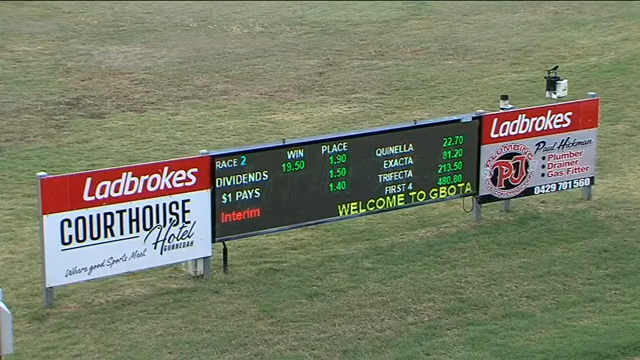 Ladbrokes
COURTHOUSE
Hotel
GUNNEDAH
Where good Sports Meet
RACE 2 WIN PLACE
DIVIDENDS 19.50 1.90
$1 PAYS 1.50
1.40
Interim
QUINELLA 22.70
EXACTA 81.20
TRIFECTA 213.50
FIRST 4 480.80
WELCOME TO GBOTA
Ladbrokes
PLUMBING
PJ
Paul Hickman
Plumber
Drainer
Gas Fitter
0429 701 560